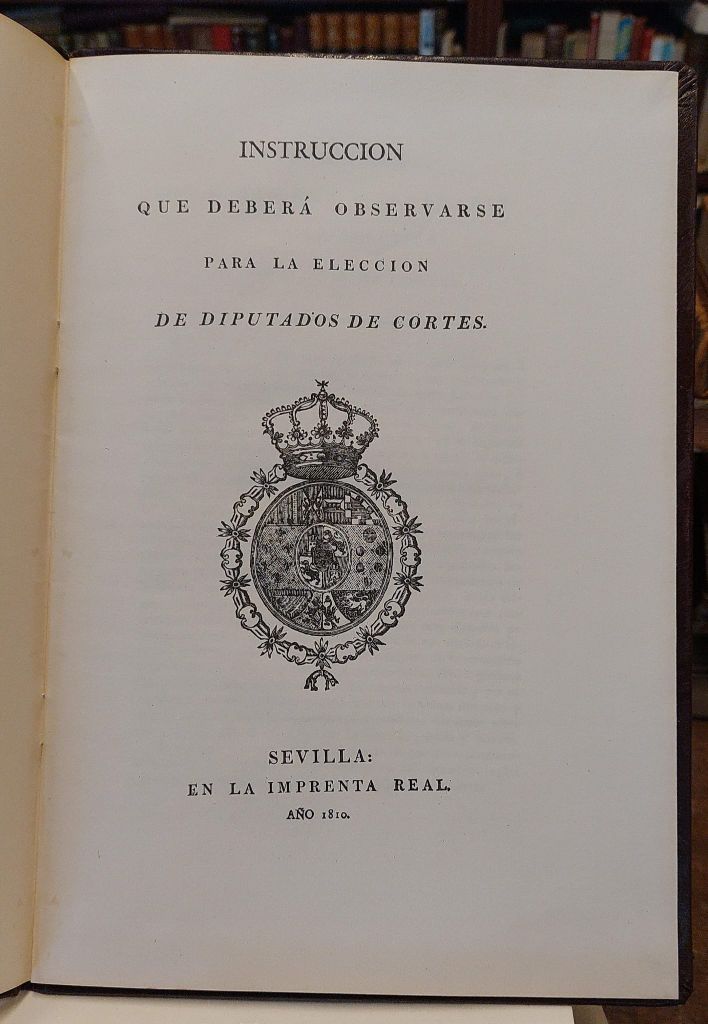 INSTRUCCION
QUE DEBERÁ OBSERVARSE
PARA LA ELECCION
DE DIPUTADOS DE CORTES.
SEVILLA:
EN LA IMPRENTA REAL.
AÑO 1810.